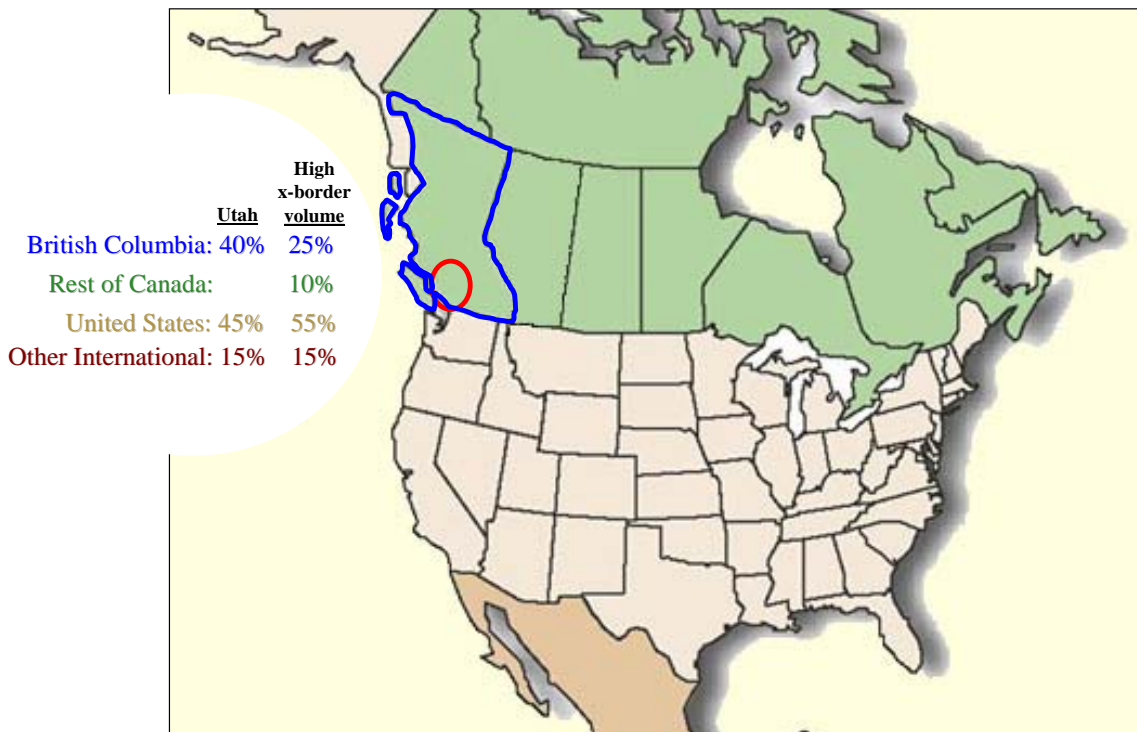 High
x-border
Utah volume
British Columbia: 40% 25%
Rest of Canada: 10%
United States: 45% 55%
Other International: 15% 15%